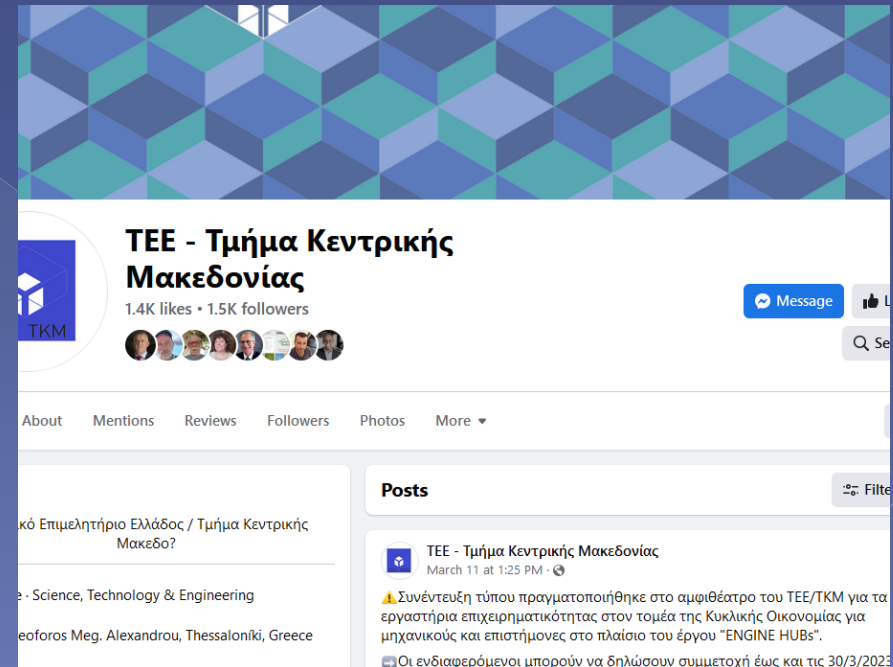 TEE - Τμήμα Κεντρικής
Μακεδονίας
1.4K likes • 1.5K followers
TKM
Message
About
Mentions
Reviews
Followers
Photos
More
Posts
Επιμελητήριο Ελλάδος / Τμήμα Κεντρικής
Μακεδο?
· Science, Technology & Engineering
Meg. Alexandrou, Thessaloníki, Greece
TEE - Τμήμα Κεντρικής Μακεδονίας
March 11 at 1:25 PM ·
⚠️Συνέντευξη τύπου πραγματοποιήθηκε στο αμφιθέατρο του ΤΕΕ/ΤΚΜ για τα
εργαστήρια επιχειρηματικότητας στον τομέα της Κυκλικής Οικονομίας για
μηχανικούς και επιστήμονες στο πλαίσιο του έργου "ENGINE HUBs".
➡️Οι ενδιαφερόμενοι μπορούν να δηλώσουν συμμετοχή έως και τις 30/3/2023